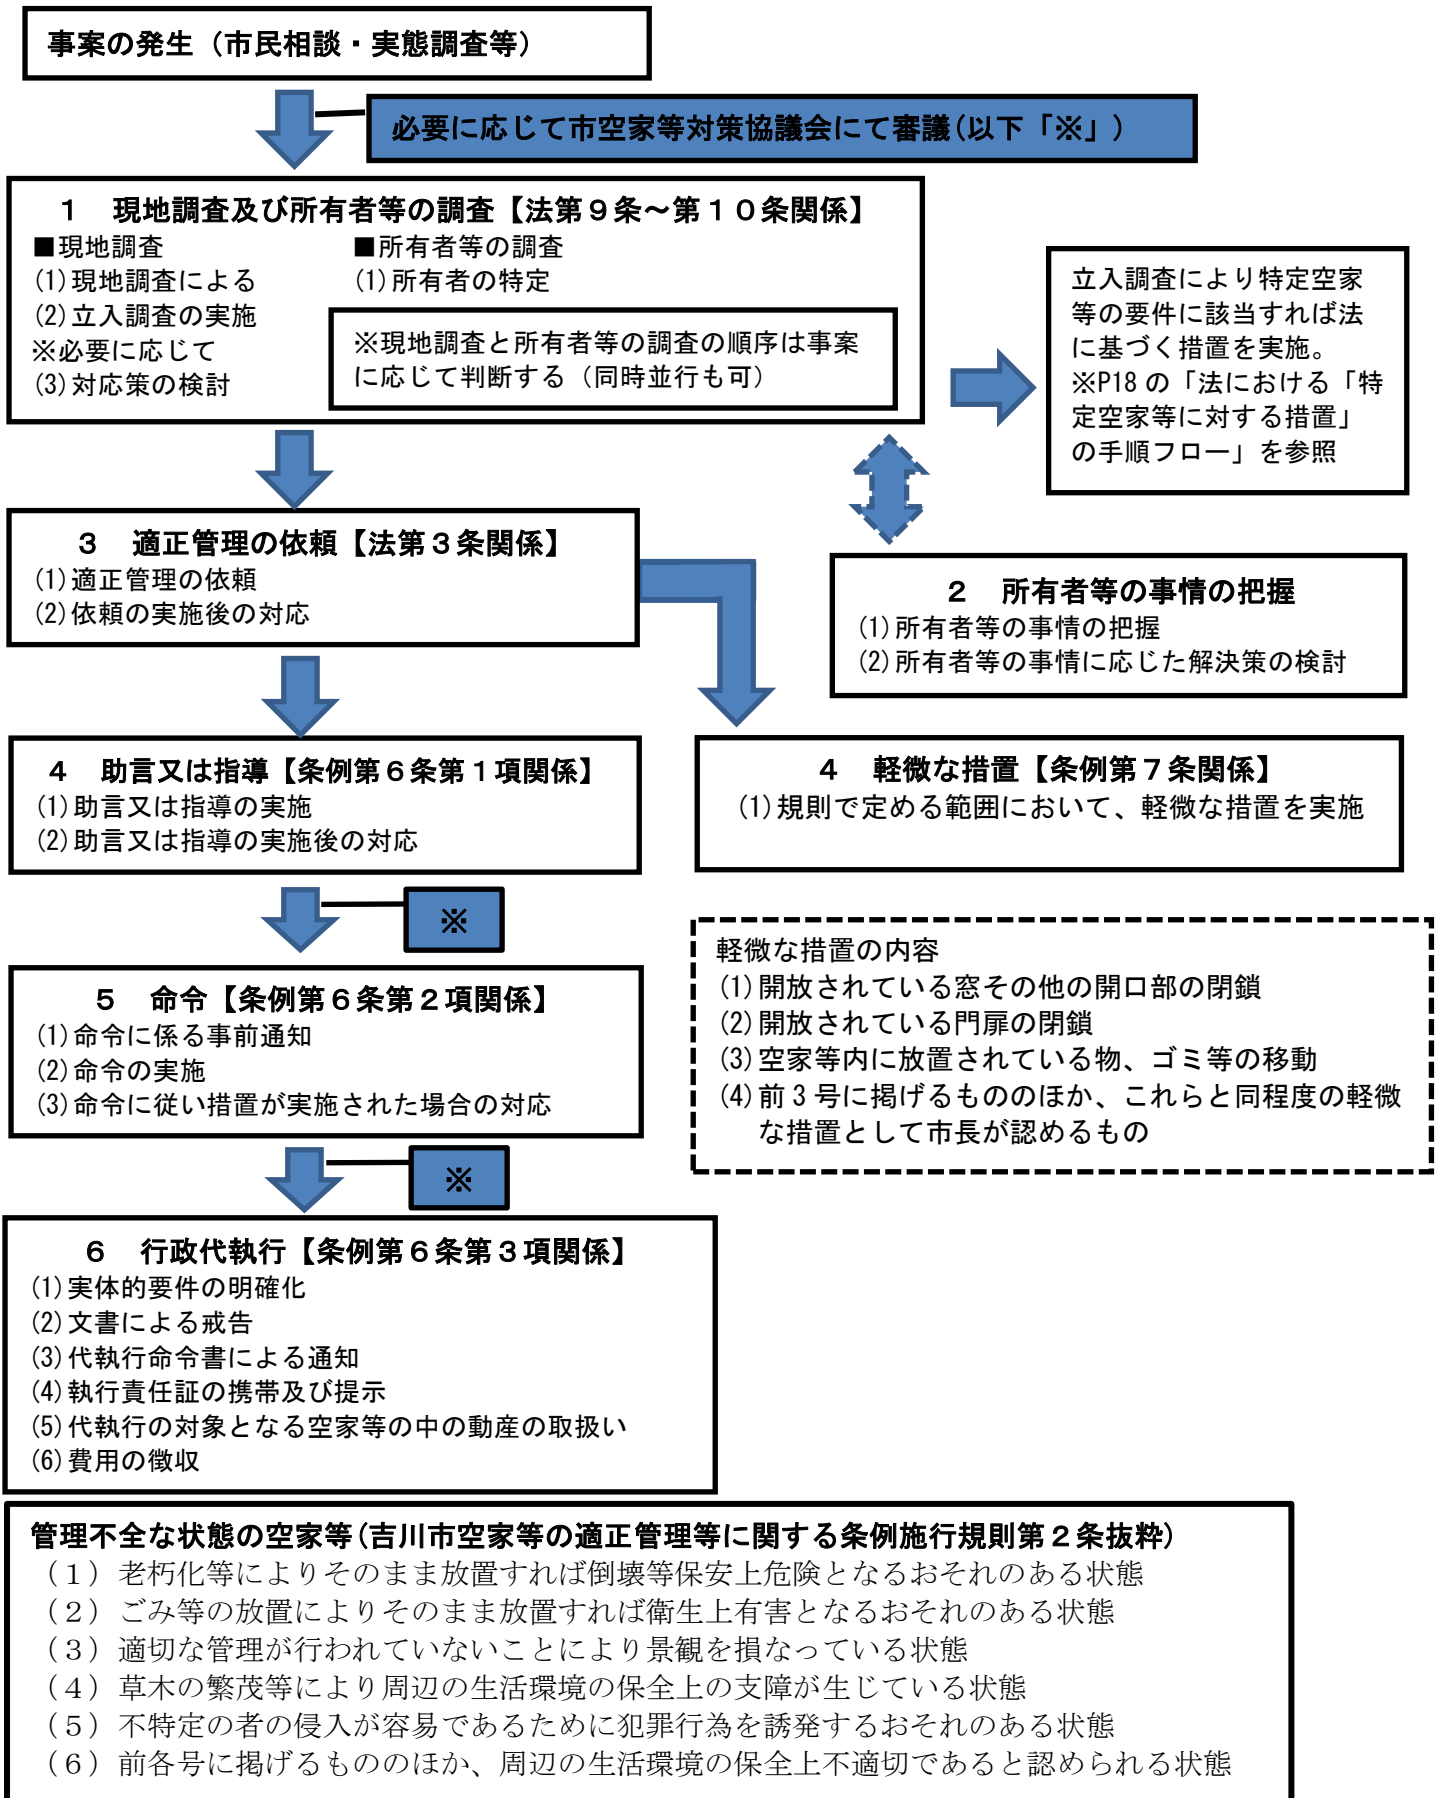 事案の発生（市民相談・実態調査等）
必要に応じて市空家等対策協議会にて審議(以下「※」)
１　現地調査及び所有者等の調査【法第９条～第１０条関係】
■現地調査
(1)現地調査による
(2)立入調査の実施
※必要に応じて
(3)対応策の検討
■所有者等の調査
(1)所有者の特定
※現地調査と所有者等の調査の順序は事案
に応じて判断する（同時並行も可）
立入調査により特定空家
等の要件に該当すれば法
に基づく措置を実施。
※P18 の「法における「特
定空家等に対する措置」
の手順フロー」を参照
２　所有者等の事情の把握
(1)所有者等の事情の把握
(2)所有者等の事情に応じた解決策の検討
３　適正管理の依頼【法第３条関係】
(1)適正管理の依頼
(2)依頼の実施後の対応
４　助言又は指導【条例第６条第１項関係】
(1)助言又は指導の実施
(2)助言又は指導の実施後の対応
４　軽微な措置【条例第７条関係】
(1)規則で定める範囲において、軽微な措置を実施
※
軽微な措置の内容
(1)開放されている窓その他の開口部の閉鎖
(2)開放されている門扉の閉鎖
(3)空家等内に放置されている物、ゴミ等の移動
(4)前３号に掲げるもののほか、これらと同程度の軽微
な措置として市長が認めるもの
５　命令【条例第６条第２項関係】
(1)命令に係る事前通知
(2)命令の実施
(3)命令に従い措置が実施された場合の対応
※
６　行政代執行【条例第６条第３項関係】
(1)実体的要件の明確化
(2)文書による戒告
(3)代執行命令書による通知
(4)執行責任証の携帯及び提示
(5)代執行の対象となる空家等の中の動産の取扱い
(6)費用の徴収
管理不全な状態の空家等(吉川市空家等の適正管理等に関する条例施行規則第２条抜粋)
（１）老朽化等によりそのまま放置すれば倒壊等保安上危険となるおそれのある状態
（２）ごみ等の放置によりそのまま放置すれば衛生上有害となるおそれのある状態
（３）適切な管理が行われていないことにより景観を損なっている状態
（４）草木の繁茂等により周辺の生活環境の保全上の支障が生じている状態
（５）不特定の者の侵入が容易であるために犯罪行為を誘発するおそれのある状態
（６）前各号に掲げるもののほか、周辺の生活環境の保全上不適切であると認められる状態